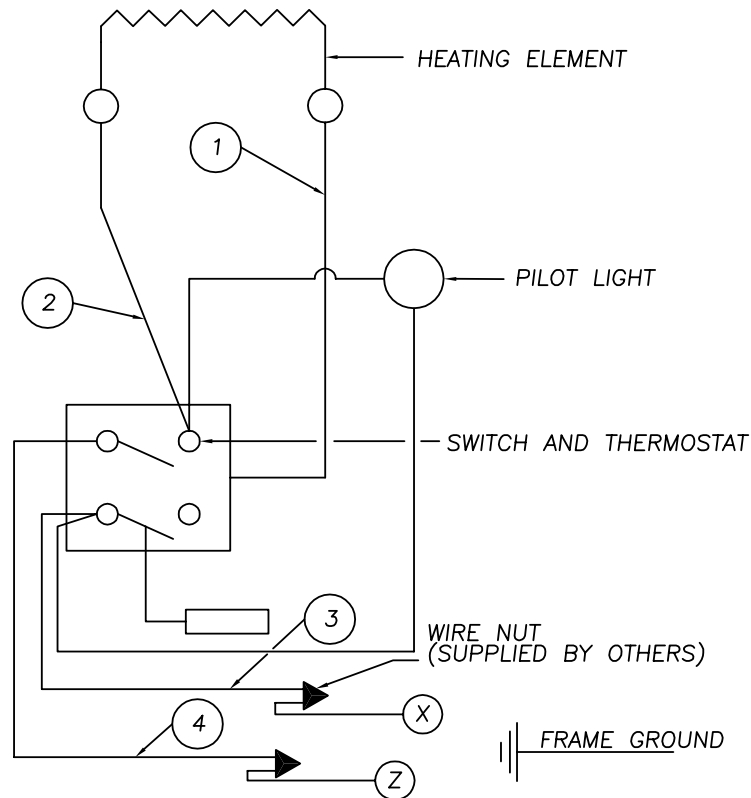 HEATING ELEMENT
1
PILOT LIGHT
2
SWITCH AND THERMOSTAT
3
WIRE NUT
(SUPPLIED BY OTHERS)
X
4
FRAME GROUND
Z